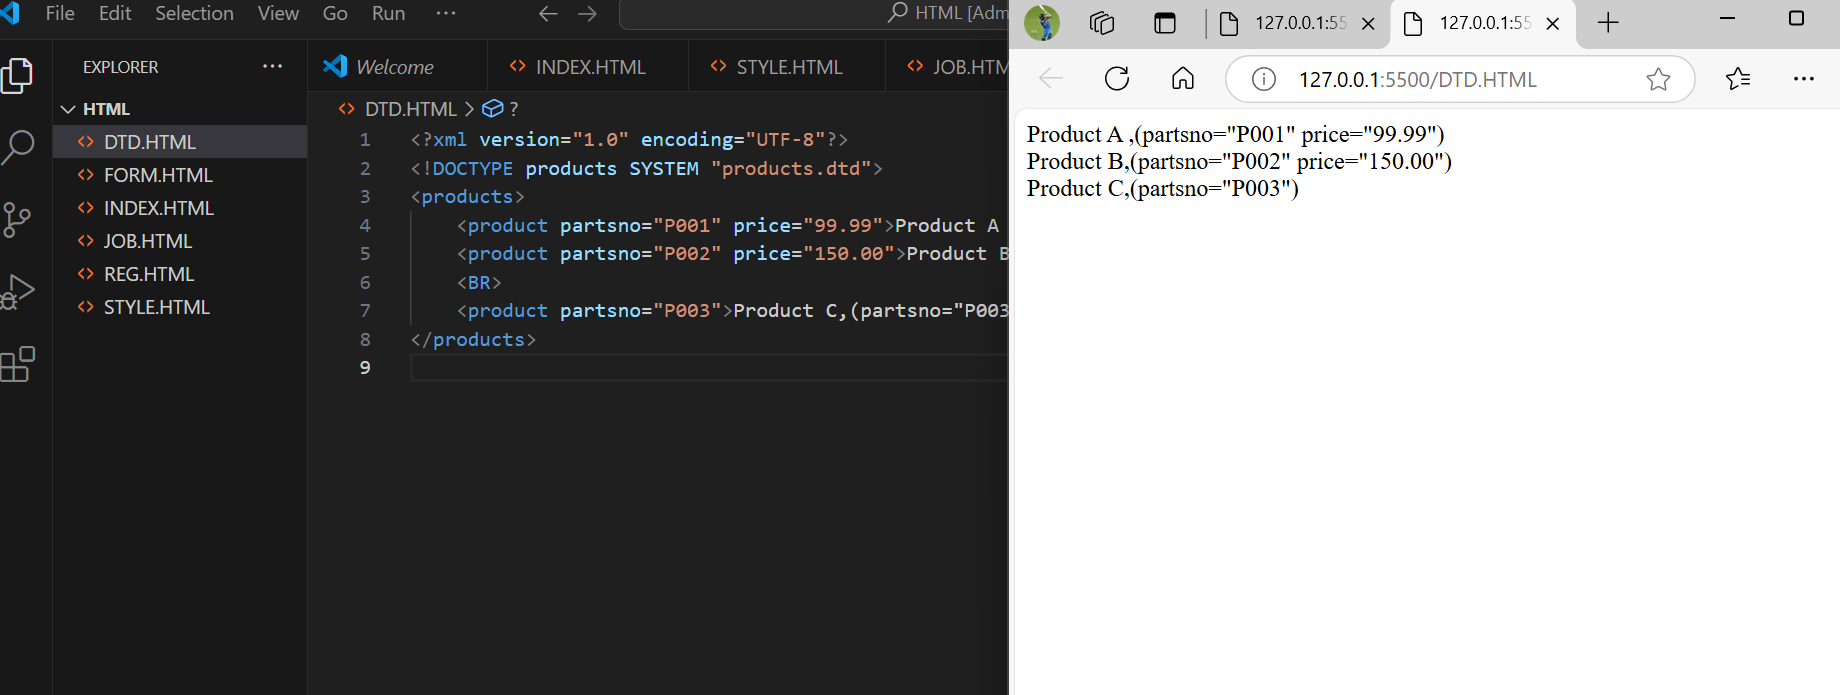 File Edit Selection View Go Run ··· HTML [Adm
EXPLORER ···
HTML
DTD.HTML
FORM.HTML
INDEX.HTML
JOB.HTML
REG.HTML
STYLE.HTML
Welcome INDEX.HTML STYLE.HTML JOB.HTM
DTD.HTML > ?
1 <?xml version="1.0" encoding="UTF-8"?>
2 <!DOCTYPE products SYSTEM "products.dtd">
3 <products>
4 <product partsno="P001" price="99.99">Product A
5 <product partsno="P002" price="150.00">Product B
6 <BR>
7 <product partsno="P003">Product C,(partsno="P003
8 </products>
9
127.0.0.1:55 127.0.0.1:55
127.0.0.1:5500/DTD.HTML
Product A ,(partsno="P001" price="99.99")
Product B,(partsno="P002" price="150.00")
Product C,(partsno="P003")